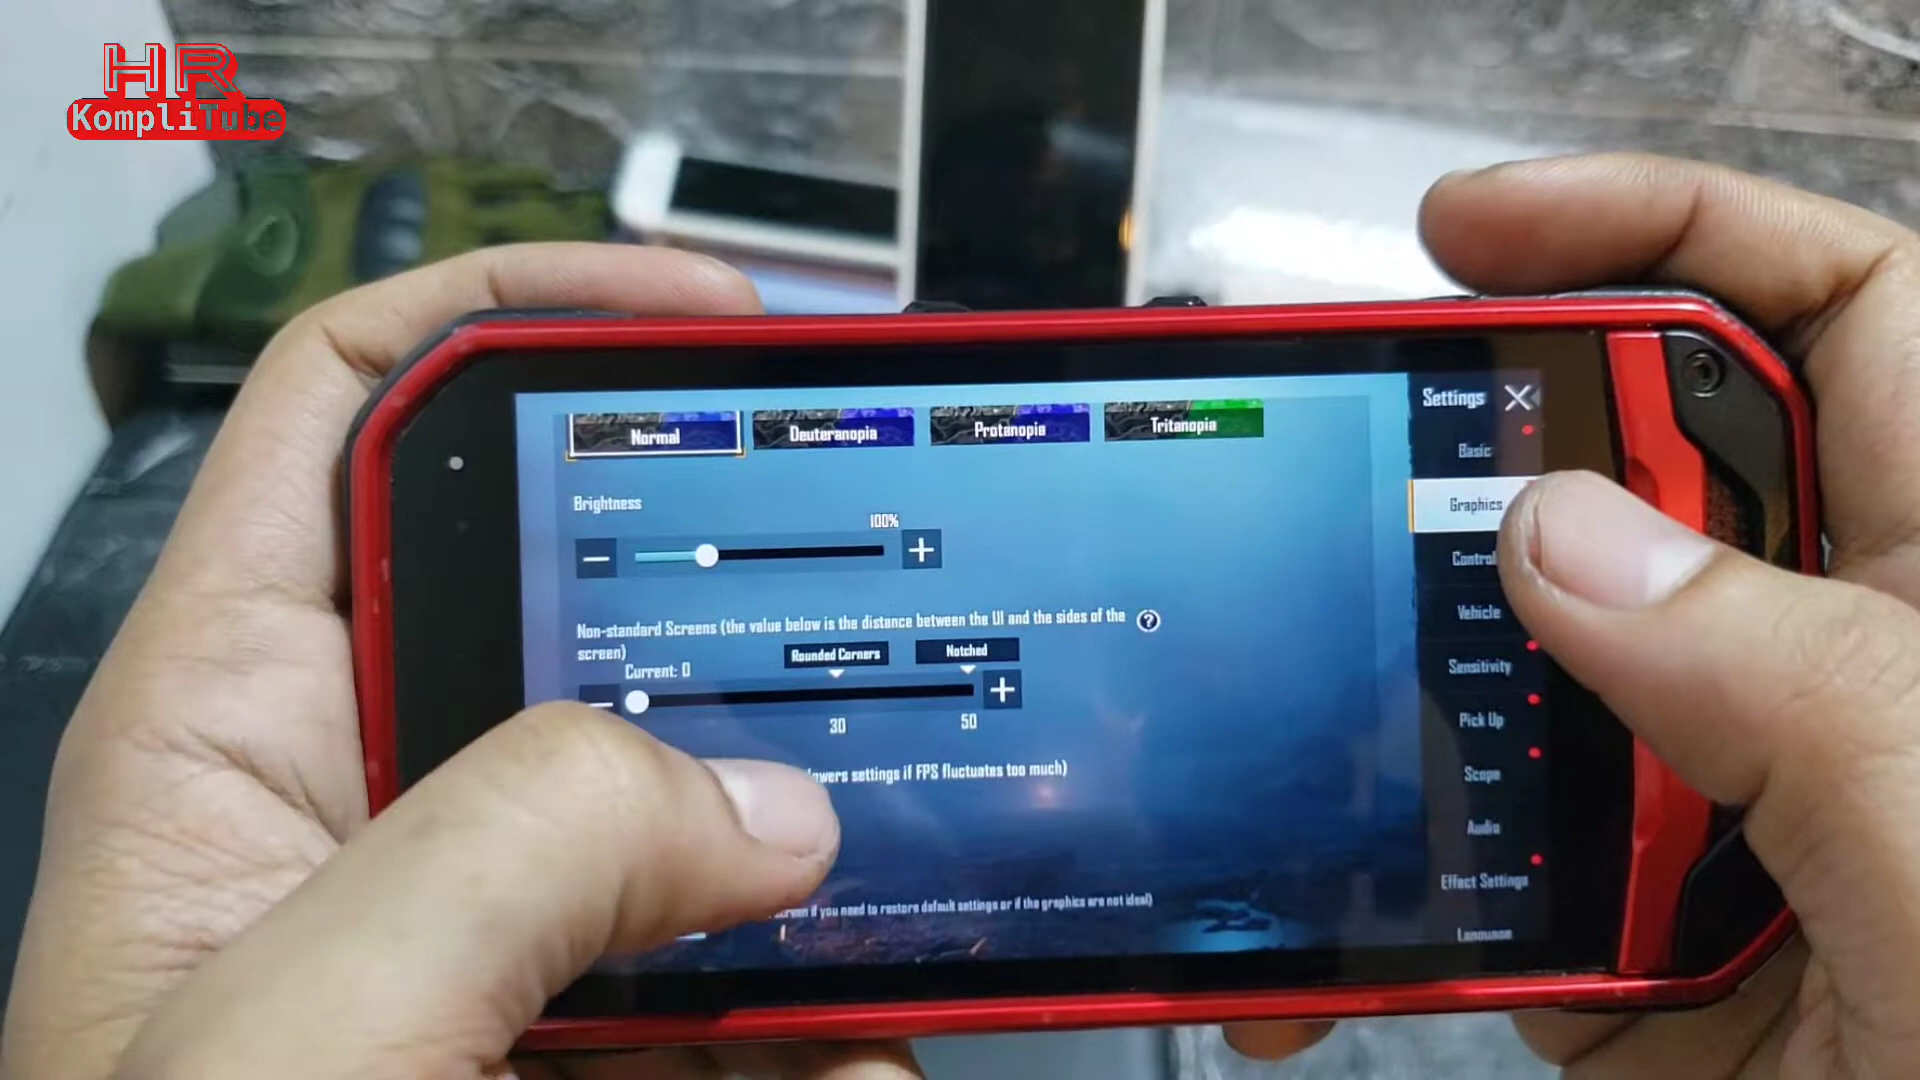 HR
KompliTube
Settings
Normal
Deuteranopia
Protanopia
Tritanopia
Basic
Brightness
100%
Graphics
Control
Vehicle
Non-standard Screens (the value below is the distance between the UI and the sides of the
screen)
Current: 0
Rounded Corners
Notched
Sensitivity
30
50
Pick Up
settings if FPS fluctuates too much)
Scope
Audio
Effect Settings
if you need to restore default settings or if the graphics are not ideal)
Language